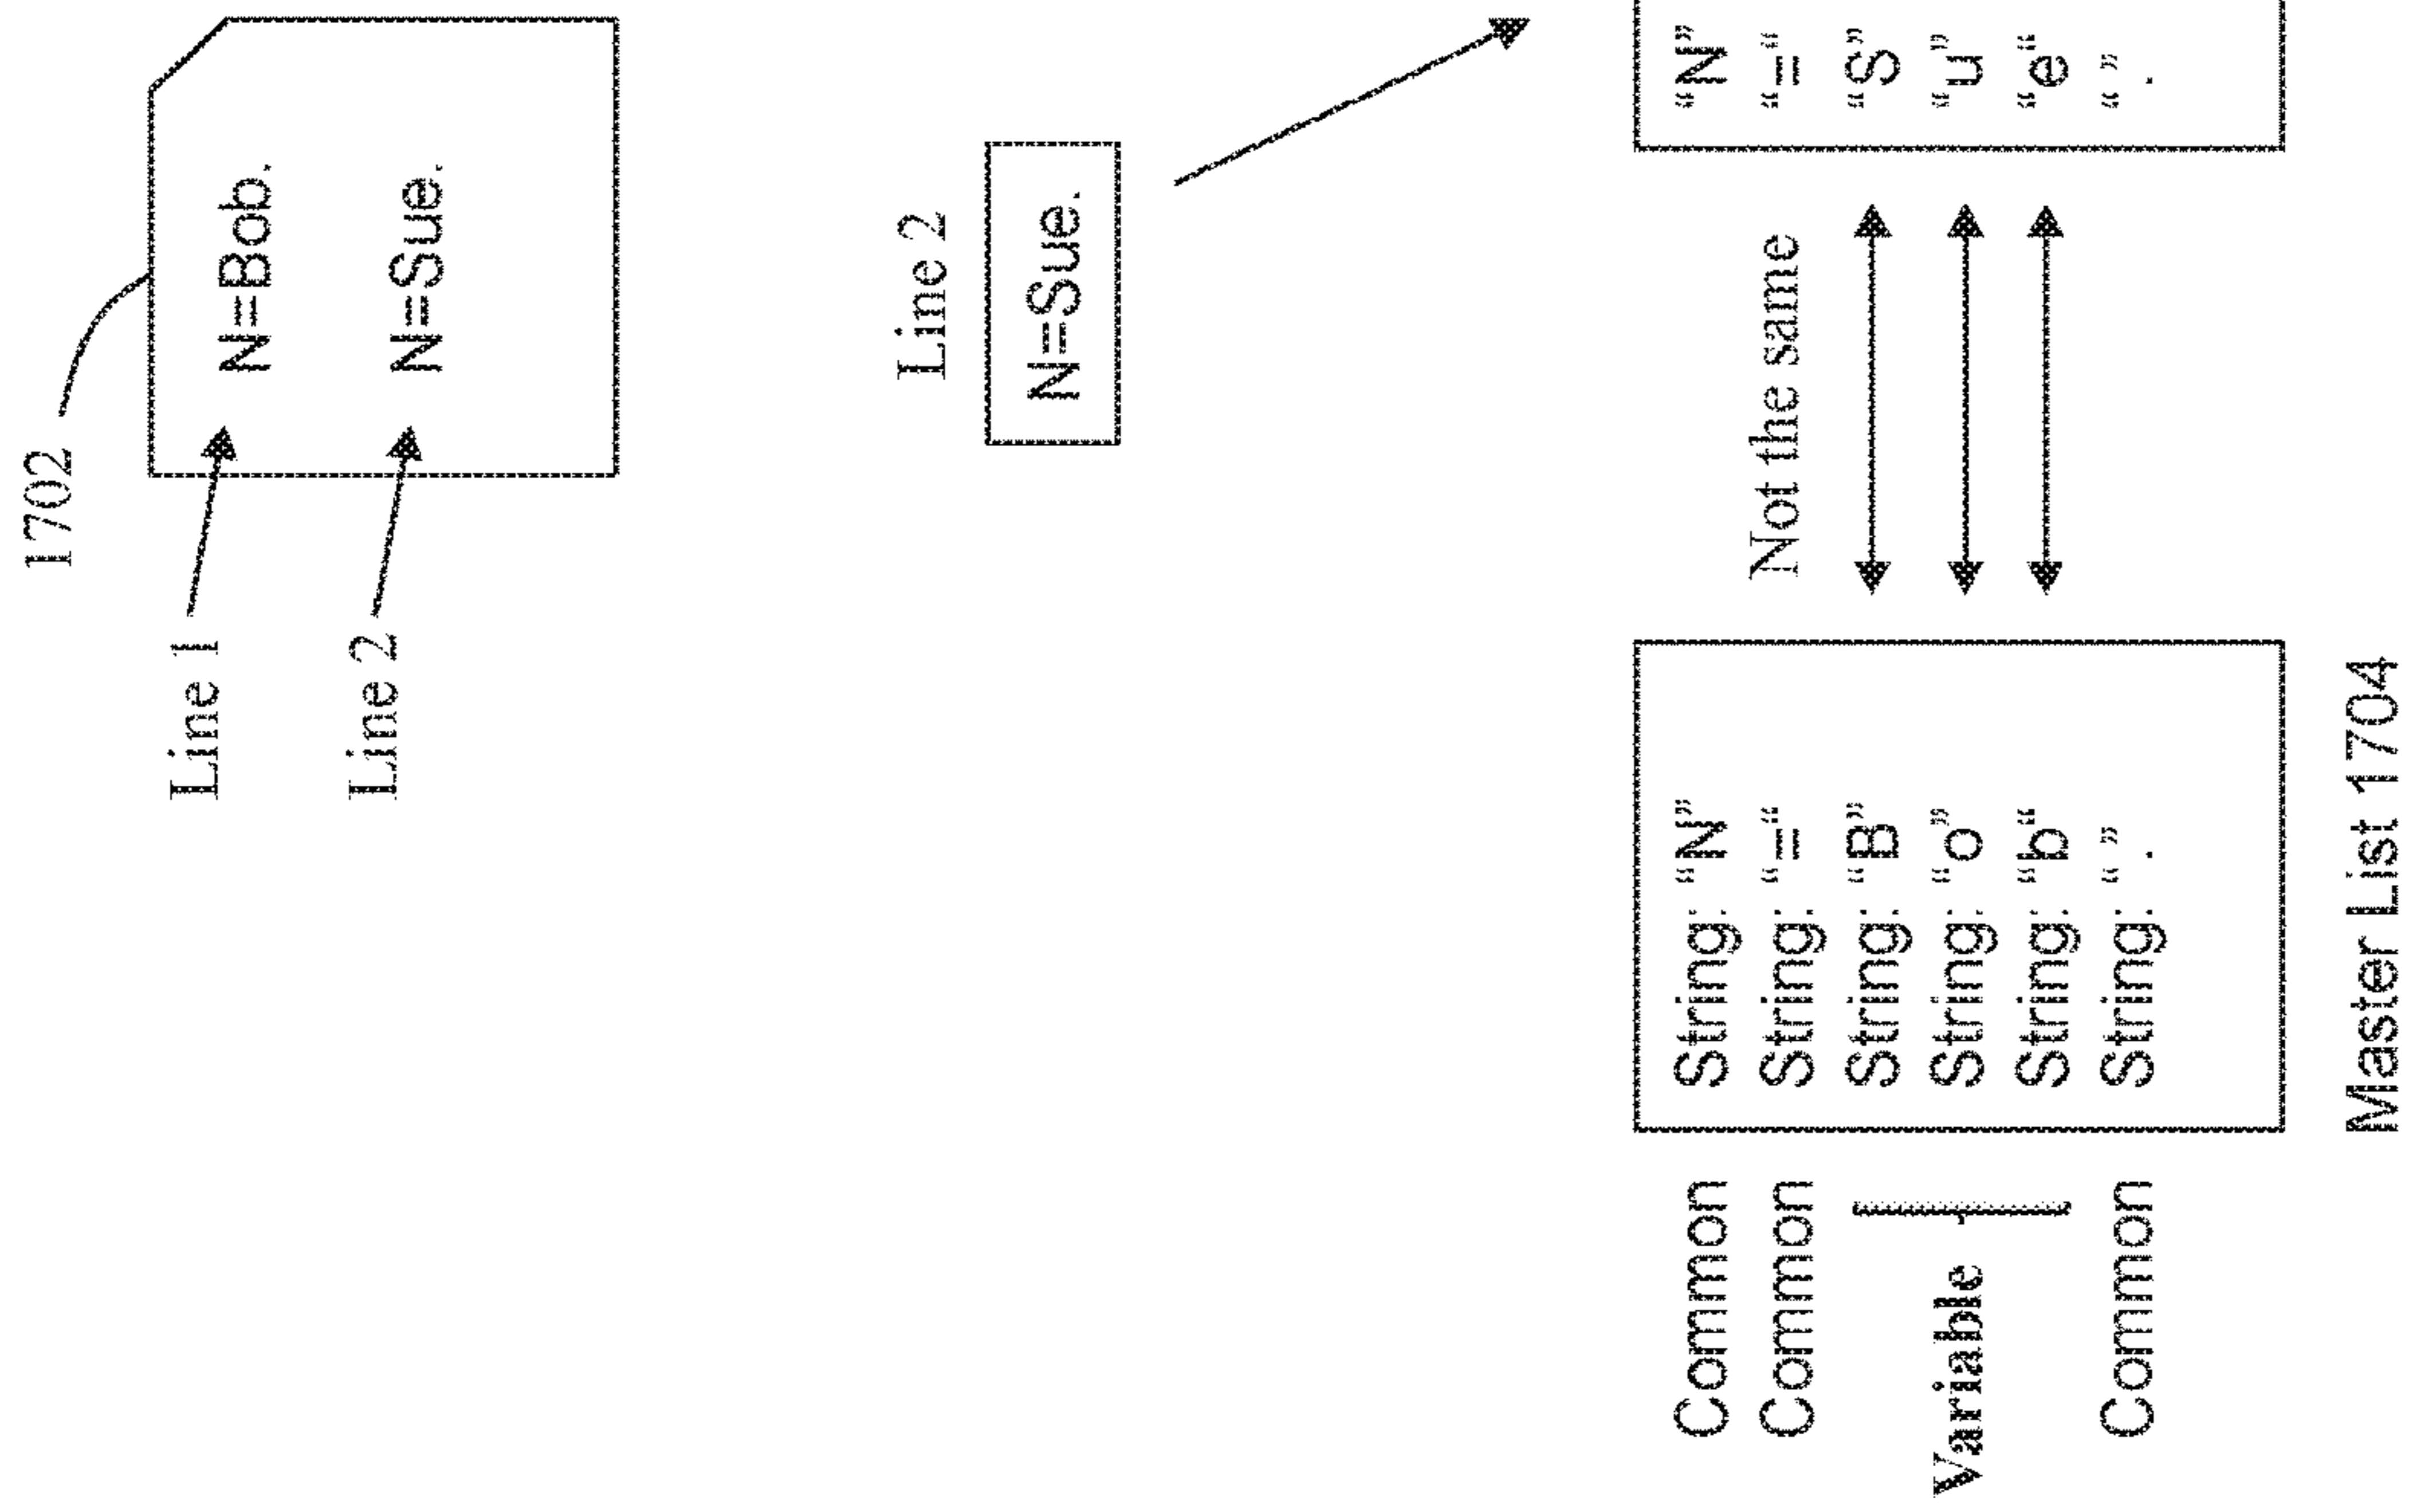 1702
Line 1
N=Bob.
Line 2
N=Sue.
Line 2
N=Sue.
Not the same
Common String: “N” “N”
Common String: “=“ “=“
String: “B” “S”
Variable String: “o” “u”
String: “b“ “e“
Common String: “.” “.”
Master List 1704